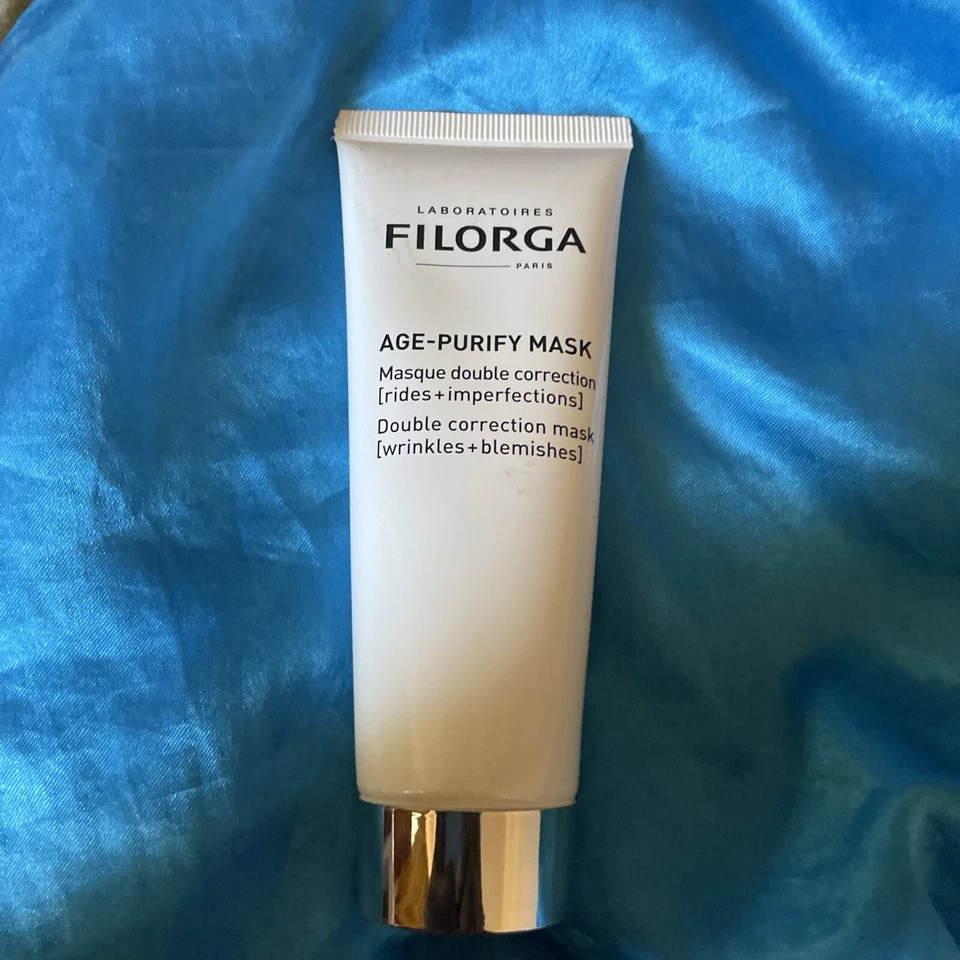 LABORATOIRES
FILORGA
PARIS
AGE-PURIFY MASK
Masque double correction
[rides+imperfections]
Double correction mask
[wrinkles+blemishes]